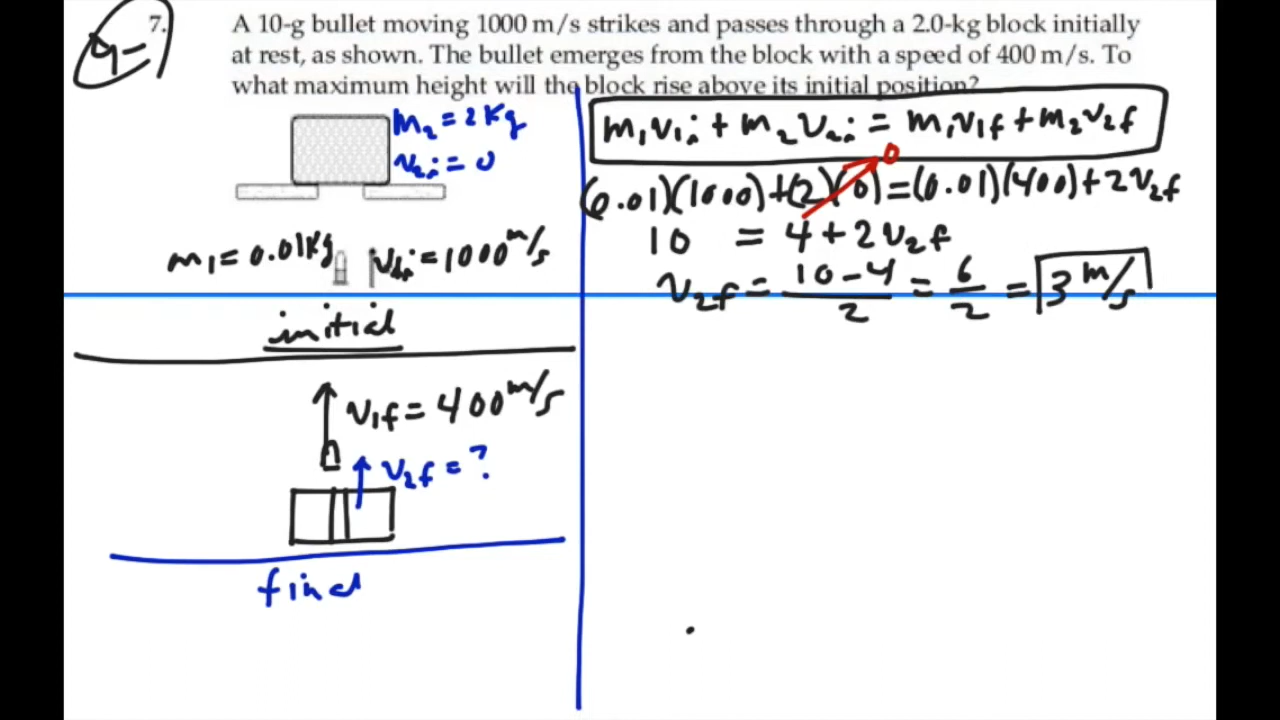 4- 7. A 10-g bullet moving 1000 m/s strikes and passes through a 2.0-kg block initially
at rest, as shown. The bullet emerges from the block with a speed of 400 m/s. To
what maximum height will the block rise above its initial position?
m₂ = 2kg
v₂ᵢ = 0
m₁ = 0.01kg v₁ᵢ = 1000 m/s
initial
v₁f = 400 m/s
v₂f = ?
final
m₁v₁ᵢ + m₂v₂ᵢ = m₁v₁f + m₂v₂f
0
(0.01)(1000)+(2)(0)=(0.01)(400)+2v₂f
10 = 4+2v₂f
v₂f = 10-4/2 = 6/2 = 3 m/s